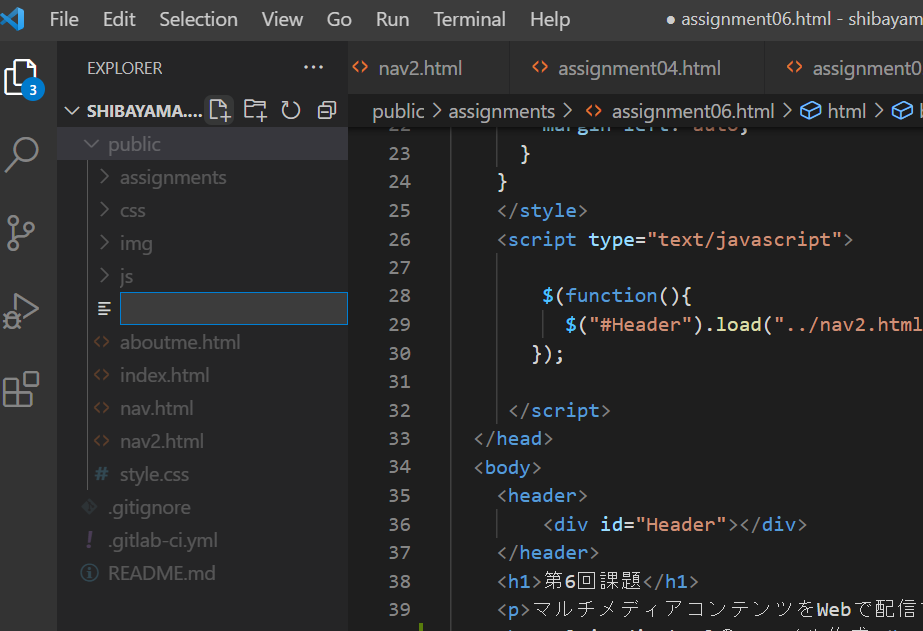 File Edit Selection View Go Run Terminal Help ● assignment06.html - shibayam
EXPLORER ...
nav2.html assignment04.html assignment0
3
SHIBAYAMA....
public > assignments > assignment06.html > html >
public
assignments
css
img
js
aboutme.html
index.html
nav.html
nav2.html
style.css
.gitignore
.gitlab-ci.yml
README.md
22 margin-left: auto;
23 }
24 }
25 </style>
26 <script type="text/javascript">
27
28 $(function(){
29 $("#Header").load("../nav2.html
30 });
31
32 </script>
33 </head>
34 <body>
35 <header>
36 <div id="Header"></div>
37 </header>
38 <h1>第6回課題</h1>
39 <p>マルチメディアコンテンツをWebで配信